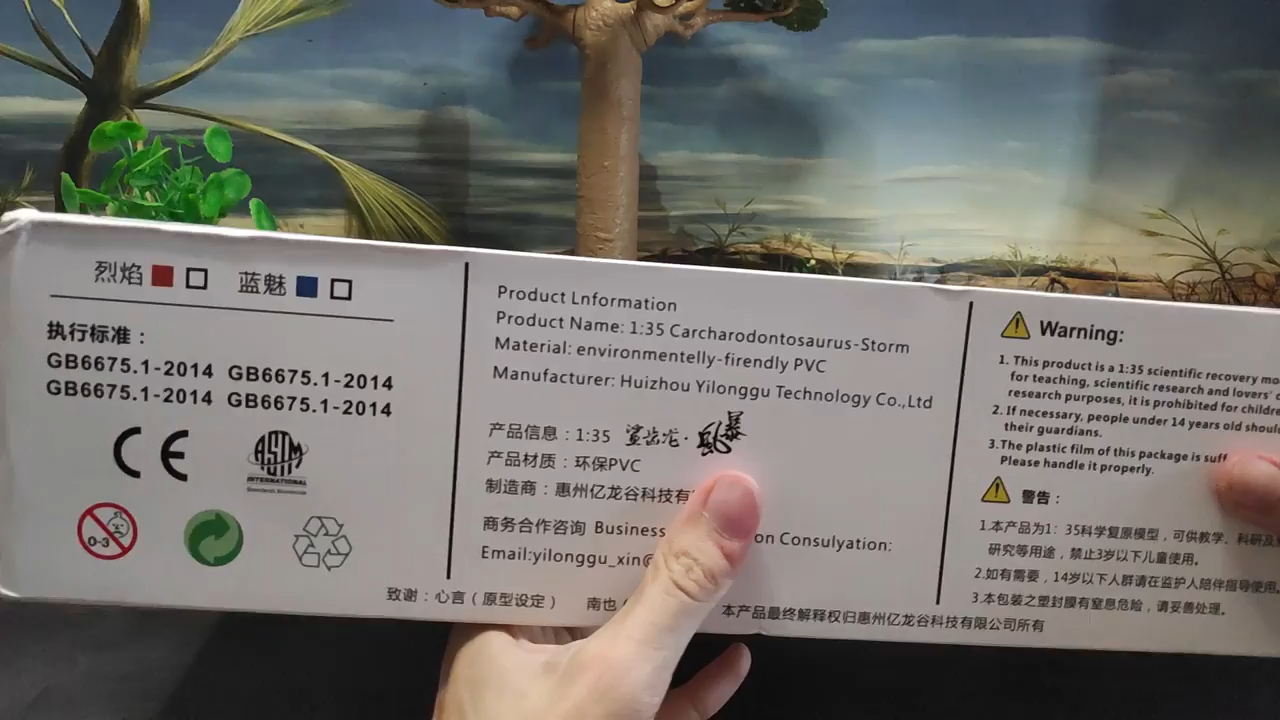 烈焰 蓝魅
执行标准：
GB6675.1-2014 GB6675.1-2014
GB6675.1-2014 GB6675.1-2014
CE
ASTM
INTERNATIONAL
0-3
Product Lnformation
Product Name: 1:35 Carcharodontosaurus-Storm
Material: environmentelly-firendly PVC
Manufacturer: Huizhou Yilonggu Technology Co.,Ltd
产品信息：1:35 鲨齿龙·风暴
产品材质：环保PVC
制造商：惠州亿龙谷科技有
商务合作咨询 Business on Consulyation:
Email:yilonggu_xin@
致谢：心言（原型设定） 南也（
本产品最终解释权归惠州亿龙谷科技有限公司所有
Warning:
1. This product is a 1:35 scientific recovery mo
for teaching, scientific research and lovers'
research purposes, it is prohibited for childre
2. If necessary, people under 14 years old shoul
their guardians.
3.The plastic film of this package is suff
Please handle it properly.
警告：
1.本产品为1：35科学复原模型，可供教学、科研及
研究等用途，禁止3岁以下儿童使用。
2.如有需要，14岁以下人群请在监护人陪伴指导使用
3.本包装之塑封膜有窒息危险，请妥善处理。